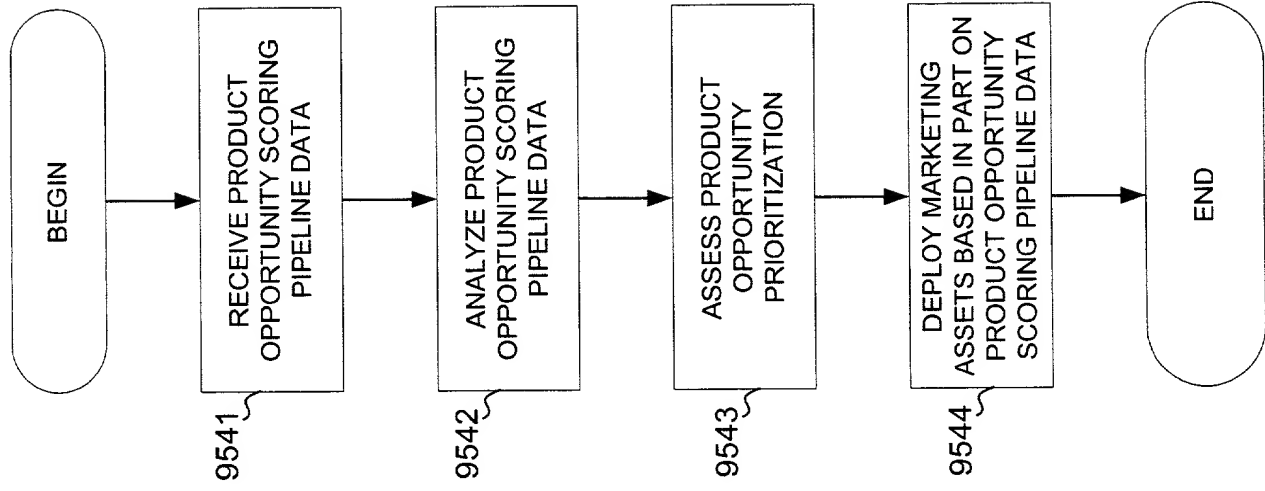 BEGIN
9541
RECEIVE PRODUCT
OPPORTUNITY SCORING
PIPELINE DATA
9542
ANALYZE PRODUCT
OPPORTUNITY SCORING
PIPELINE DATA
9543
ASSESS PRODUCT
OPPORTUNITY
PRIORITIZATION
9544
DEPLOY MARKETING
ASSETS BASED IN PART ON
PRODUCT OPPORTUNITY
SCORING PIPELINE DATA
END